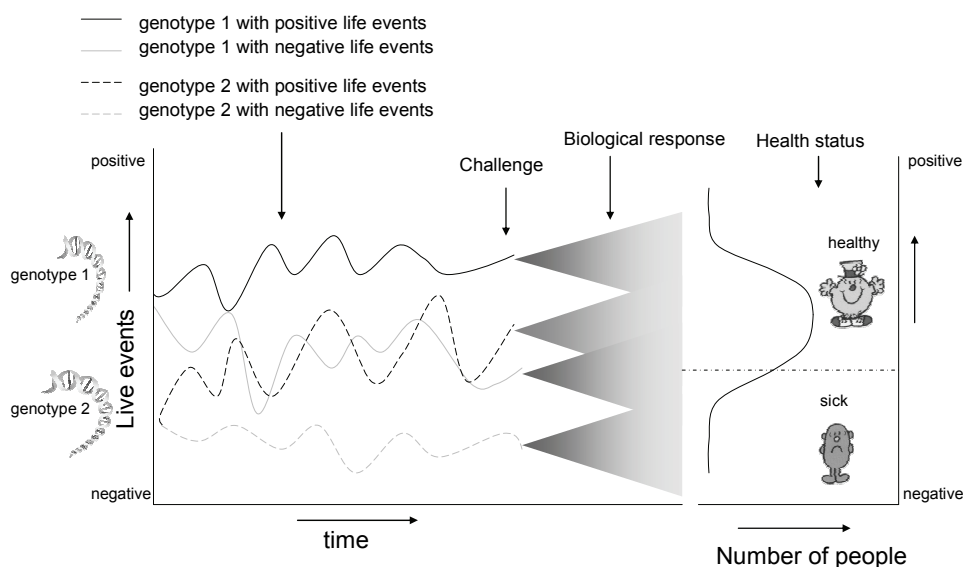 genotype 1 with positive life events
genotype 1 with negative life events
genotype 2 with positive life events
genotype 2 with negative life events
Biological response
Health status
Challenge
positive
positive
healthy
genotype 1
Live events
genotype 2
sick
negative
negative
time
Number of people